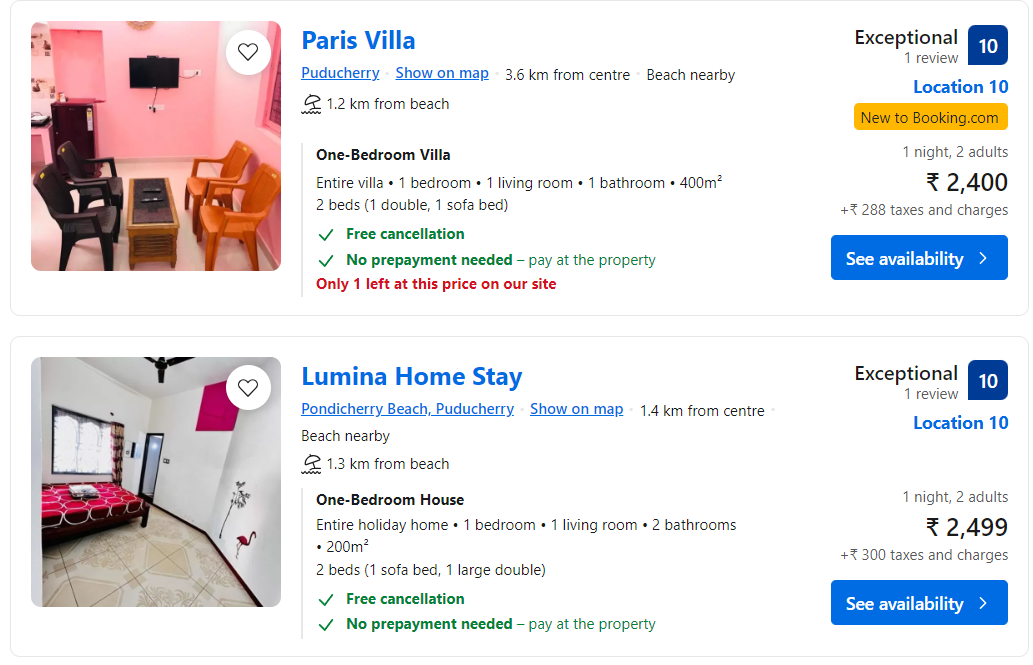 Paris Villa
Puducherry Show on map 3.6 km from centre Beach nearby
1.2 km from beach
Exceptional 10
1 review
Location 10
New to Booking.com
One-Bedroom Villa
Entire villa • 1 bedroom • 1 living room • 1 bathroom • 400m²
2 beds (1 double, 1 sofa bed)
Free cancellation
No prepayment needed – pay at the property
Only 1 left at this price on our site
1 night, 2 adults
₹ 2,400
+₹ 288 taxes and charges
See availability
Lumina Home Stay
Pondicherry Beach, Puducherry Show on map 1.4 km from centre
Beach nearby
1.3 km from beach
Exceptional 10
1 review
Location 10
One-Bedroom House
Entire holiday home • 1 bedroom • 1 living room • 2 bathrooms
• 200m²
2 beds (1 sofa bed, 1 large double)
Free cancellation
No prepayment needed – pay at the property
1 night, 2 adults
₹ 2,499
+₹ 300 taxes and charges
See availability